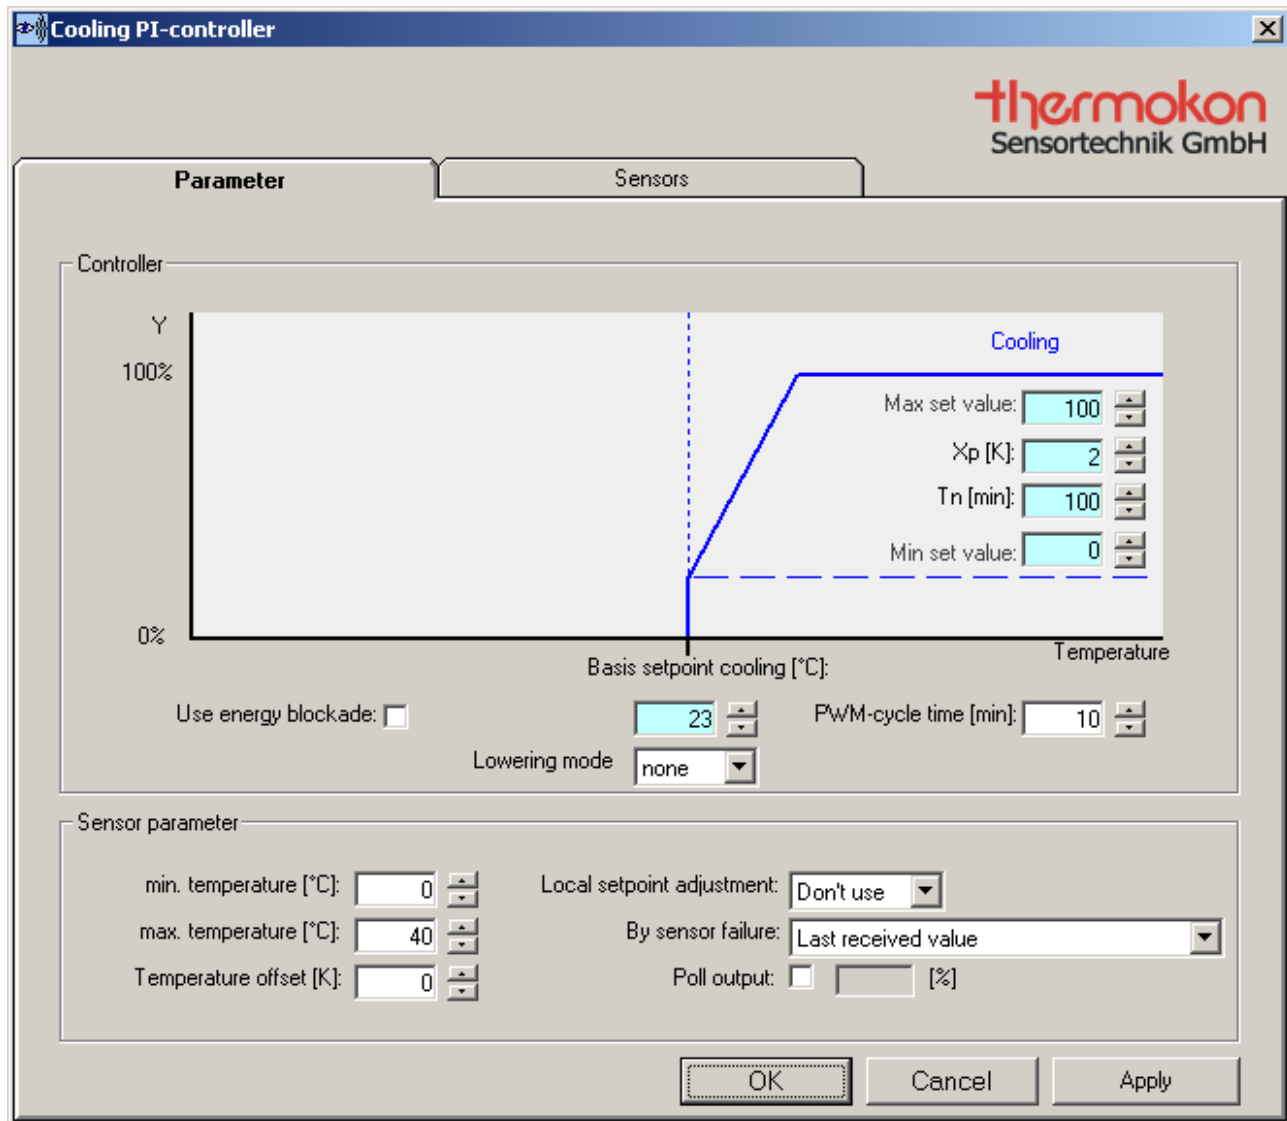 Cooling PI-controller
thermokon
Sensortechnik GmbH
Parameter
Sensors
Controller
Y
Cooling
100%
Max set value: 100
Xp [K]: 2
Tn [min]: 100
Min set value: 0
0%
Temperature
Basis setpoint cooling [°C]:
Use energy blockade: 23 PWM-cycle time [min]: 10
Lowering mode none
Sensor parameter
min. temperature [°C]: 0 Local setpoint adjustment: Don't use
max. temperature [°C]: 40 By sensor failure: Last received value
Temperature offset [K]: 0 Poll output: [%]
OK Cancel Apply